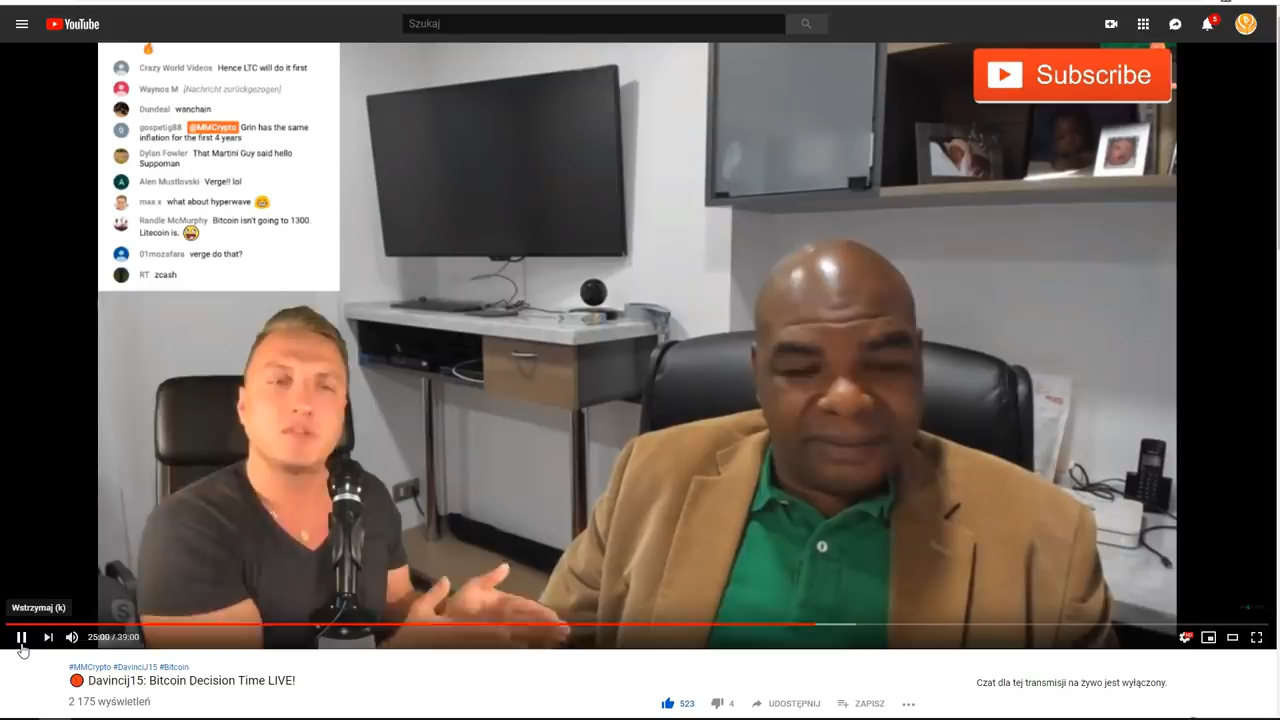 YouTube
Szukaj
5
Subscribe
Crazy World Videos Hence LTC will do it first
Waynos M [Nachricht zurückgezogen]
Dundeal wanchain
gospetig88 @MMCrypto Grin has the same
inflation for the first 4 years
Dylan Fowler That Martini Guy said hello
Suppoman
Alen Mustlovski Verge!! lol
max x what about hyperwave
Randle McMurphy Bitcoin isn't going to 1300.
Litecoin is.
01mozafara verge do that?
RT zcash
Wstrzymaj (k)
25:00 / 39:00
HD
#MMCrypto #DavinciJ15 #Bitcoin
Davincij15: Bitcoin Decision Time LIVE!
2 175 wyświetleń
523
4
UDOSTĘPNIJ
ZAPISZ
Czat dla tej transmisji na żywo jest wyłączony.